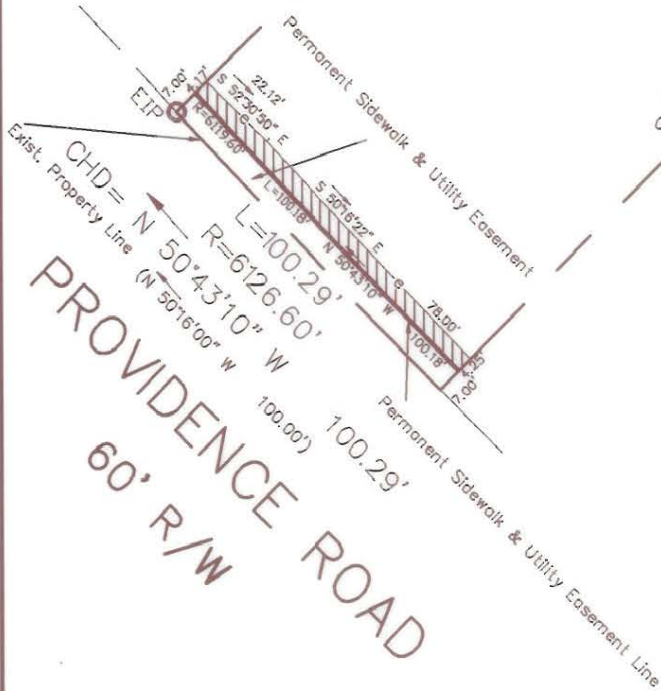 Permanent Sidewalk & Utility Easement
7.00'
EIP
S 52°30'50" E
22.12'
R=6119.60'
e
L=100.18'
S 50°16'22" E
N 50°43'10" W
e
78.00'
100.18'
7.00'
Exist. Property Line
CHD= N 50°43'10" W 100.29'
L=100.29'
R=6126.60'
(N 50°16'00" W 100.00')
Permanent Sidewalk & Utility Easement Line
PROVIDENCE ROAD
60' R/W